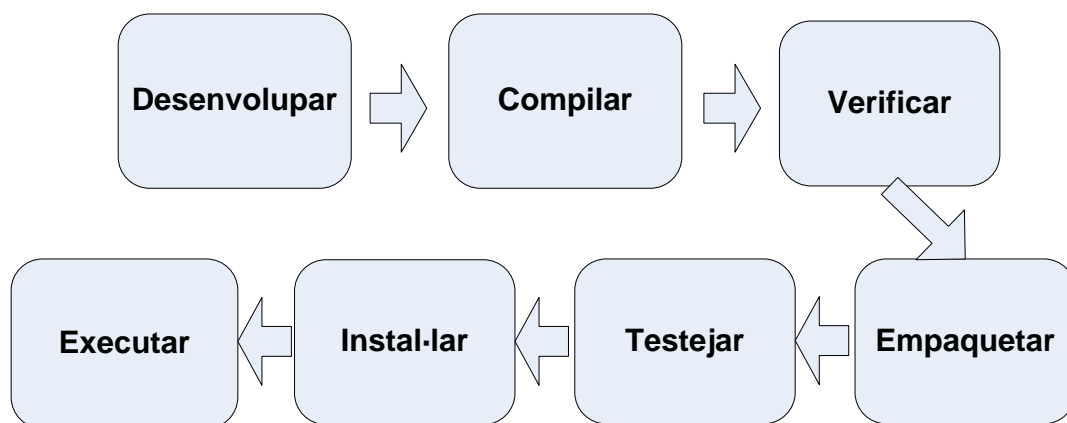 Desenvolupar
Compilar
Verificar
Empaquetar
Testejar
Instal·lar
Executar